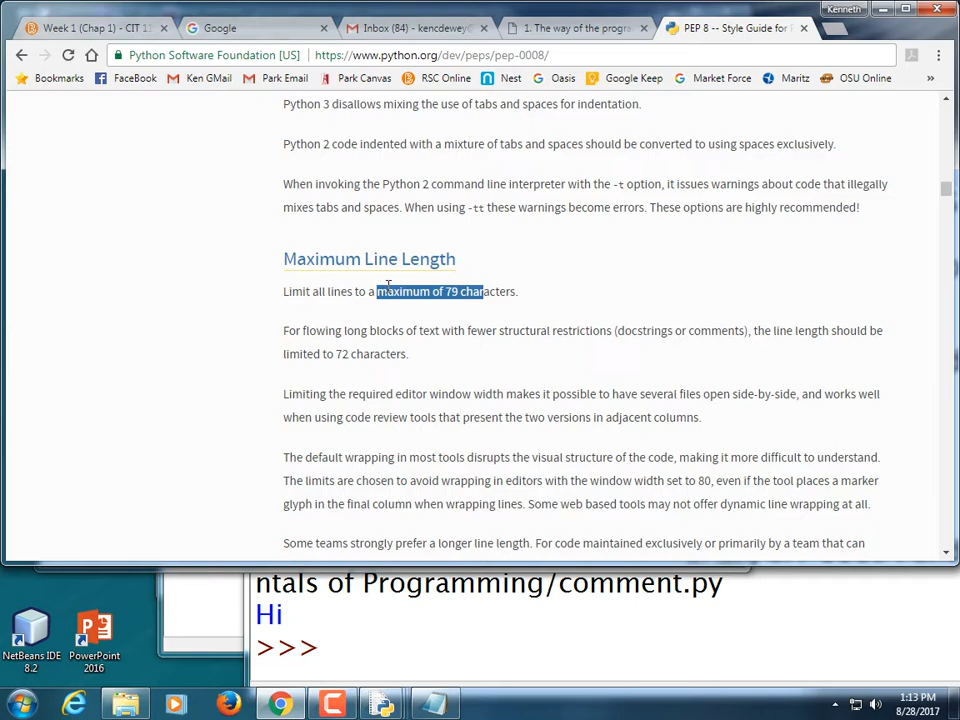 Kenneth
Week 1 (Chap 1) - CIT 11
Google
Inbox (84) - kencdewey@
1. The way of the progra
PEP 8 -- Style Guide for P
Python Software Foundation [US]
https://www.python.org/dev/peps/pep-0008/
Bookmarks
FaceBook
Ken GMail
Park Email
Park Canvas
RSC Online
Nest
Oasis
Google Keep
Market Force
Maritz
OSU Online
»
Python 3 disallows mixing the use of tabs and spaces for indentation.
Python 2 code indented with a mixture of tabs and spaces should be converted to using spaces exclusively.
When invoking the Python 2 command line interpreter with the -t option, it issues warnings about code that illegally
mixes tabs and spaces. When using -tt these warnings become errors. These options are highly recommended!
Maximum Line Length
Limit all lines to a maximum of 79 characters.
For flowing long blocks of text with fewer structural restrictions (docstrings or comments), the line length should be
limited to 72 characters.
Limiting the required editor window width makes it possible to have several files open side-by-side, and works well
when using code review tools that present the two versions in adjacent columns.
The default wrapping in most tools disrupts the visual structure of the code, making it more difficult to understand.
The limits are chosen to avoid wrapping in editors with the window width set to 80, even if the tool places a marker
glyph in the final column when wrapping lines. Some web based tools may not offer dynamic line wrapping at all.
Some teams strongly prefer a longer line length. For code maintained exclusively or primarily by a team that can
ntals of Programming/comment.py
Hi
>>>
NetBeans IDE
8.2
PowerPoint
2016
1:13 PM
8/28/2017